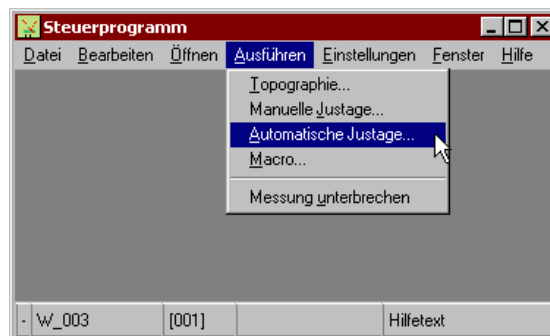 Steuerprogramm
Datei Bearbeiten Öffnen Ausführen Einstellungen Fenster Hilfe
Topographie...
Manuelle Justage...
Automatische Justage...
Macro...
Messung unterbrechen
- W_003 [001] Hilfetext